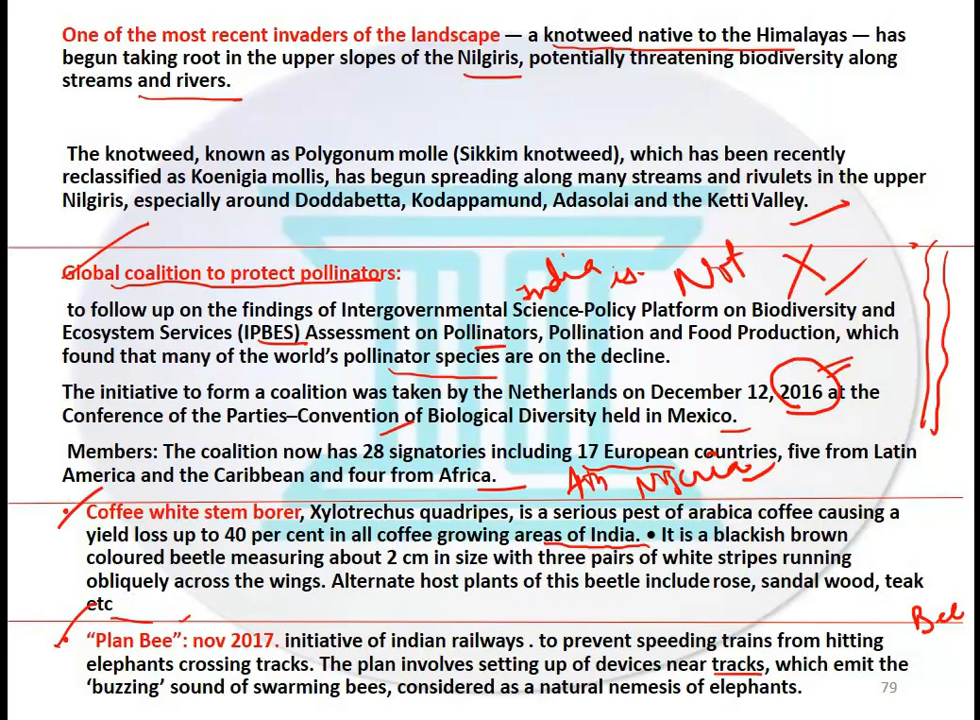 One of the most recent invaders of the landscape — a knotweed native to the Himalayas — has
begun taking root in the upper slopes of the Nilgiris, potentially threatening biodiversity along
streams and rivers.
The knotweed, known as Polygonum molle (Sikkim knotweed), which has been recently
reclassified as Koenigia mollis, has begun spreading along many streams and rivulets in the upper
Nilgiris, especially around Doddabetta, Kodappamund, Adasolai and the Ketti Valley.
Global coalition to protect pollinators:
India is Not
to follow up on the findings of Intergovernmental Science-Policy Platform on Biodiversity and
Ecosystem Services (IPBES) Assessment on Pollinators, Pollination and Food Production, which
found that many of the world's pollinator species are on the decline.
The initiative to form a coalition was taken by the Netherlands on December 12, 2016 at the
Conference of the Parties–Convention of Biological Diversity held in Mexico.
Members: The coalition now has 28 signatories including 17 European countries, five from Latin
America and the Caribbean and four from Africa.
Nigeria
• Coffee white stem borer, Xylotrechus quadripes, is a serious pest of arabica coffee causing a
yield loss up to 40 per cent in all coffee growing areas of India. • It is a blackish brown
coloured beetle measuring about 2 cm in size with three pairs of white stripes running
obliquely across the wings. Alternate host plants of this beetle include rose, sandal wood, teak
etc
Bee
• “Plan Bee”: nov 2017. initiative of indian railways . to prevent speeding trains from hitting
elephants crossing tracks. The plan involves setting up of devices near tracks, which emit the
‘buzzing’ sound of swarming bees, considered as a natural nemesis of elephants.
79